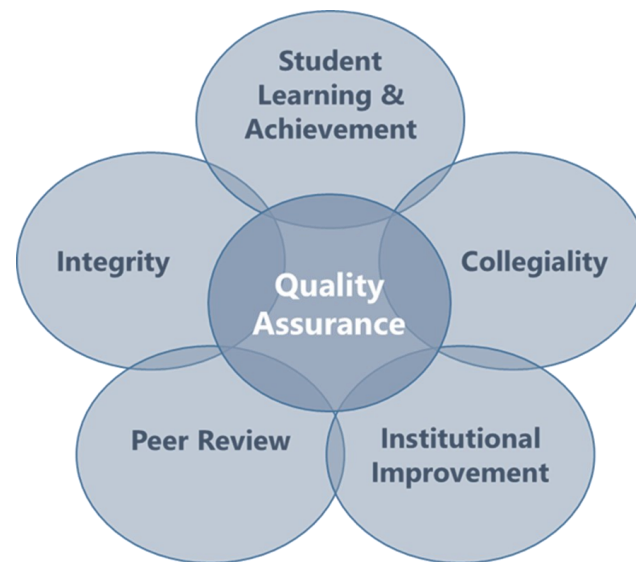 Student
Learning &
Achievement
Integrity
Collegiality
Quality
Assurance
Peer Review
Institutional
Improvement